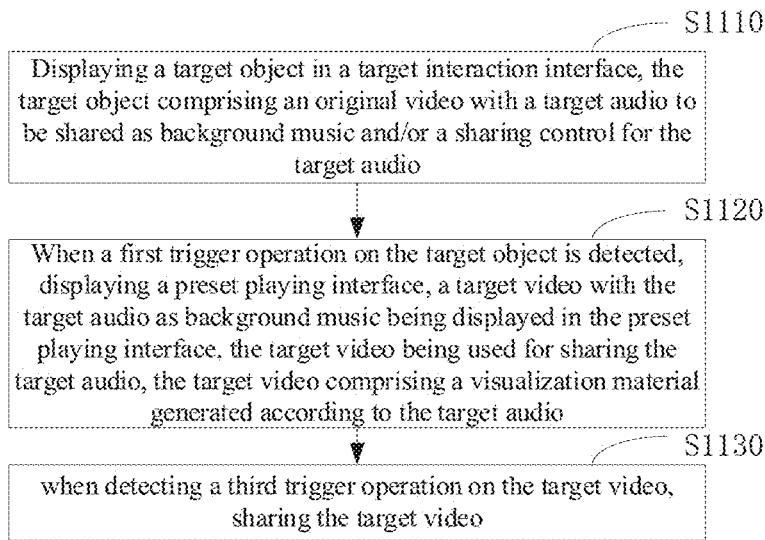 S1110
Displaying a target object in a target interaction interface, the
target object comprising an original video with a target audio to
be shared as background music and/or a sharing control for the
target audio
S1120
When a first trigger operation on the target object is detected,
displaying a preset playing interface, a target video with the
target audio as background music being displayed in the preset
playing interface, the target video being used for sharing the
target audio, the target video comprising a visualization material
generated according to the target audio
S1130
when detecting a third trigger operation on the target video,
sharing the target video